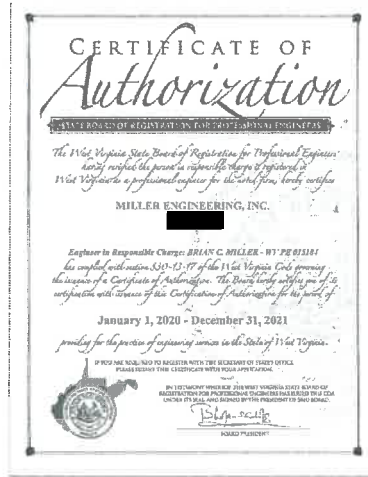 CERTIFICATE OF
Authorization
STATE BOARD OF REGISTRATION FOR PROFESSIONAL ENGINEERS
The West Virginia State Board of Registration for Professional Engineers
having verified the person in responsible charge is registered in
West Virginia as a professional engineer for the noted firm, hereby certifies
MILLER ENGINEERING, INC.
Engineer in Responsible Charge: BRIAN C. MILLER - WV PE
has complied with section 30-13-17 of the West Virginia Code governing
the issuance of a Certificate of Authorization. The Board hereby notifies you of its
certification with issuance of this Certification of Authorization for the period of:
January 1, 2020 - December 31, 2021
providing for the practice of engineering services in the State of West Virginia.
IF YOU ARE REQUIRED TO REGISTER WITH THE SECRETARY OF STATE'S OFFICE,
PLEASE SUBMIT THIS CERTIFICATE WITH YOUR APPLICATION.
IN TESTIMONY WHEREOF THE WEST VIRGINIA STATE BOARD OF
REGISTRATION FOR PROFESSIONAL ENGINEERS HAS ISSUED THIS COA
UNDER ITS SEAL, AND SIGNED BY THE PRESIDENT OF SAID BOARD.
BOARD PRESIDENT